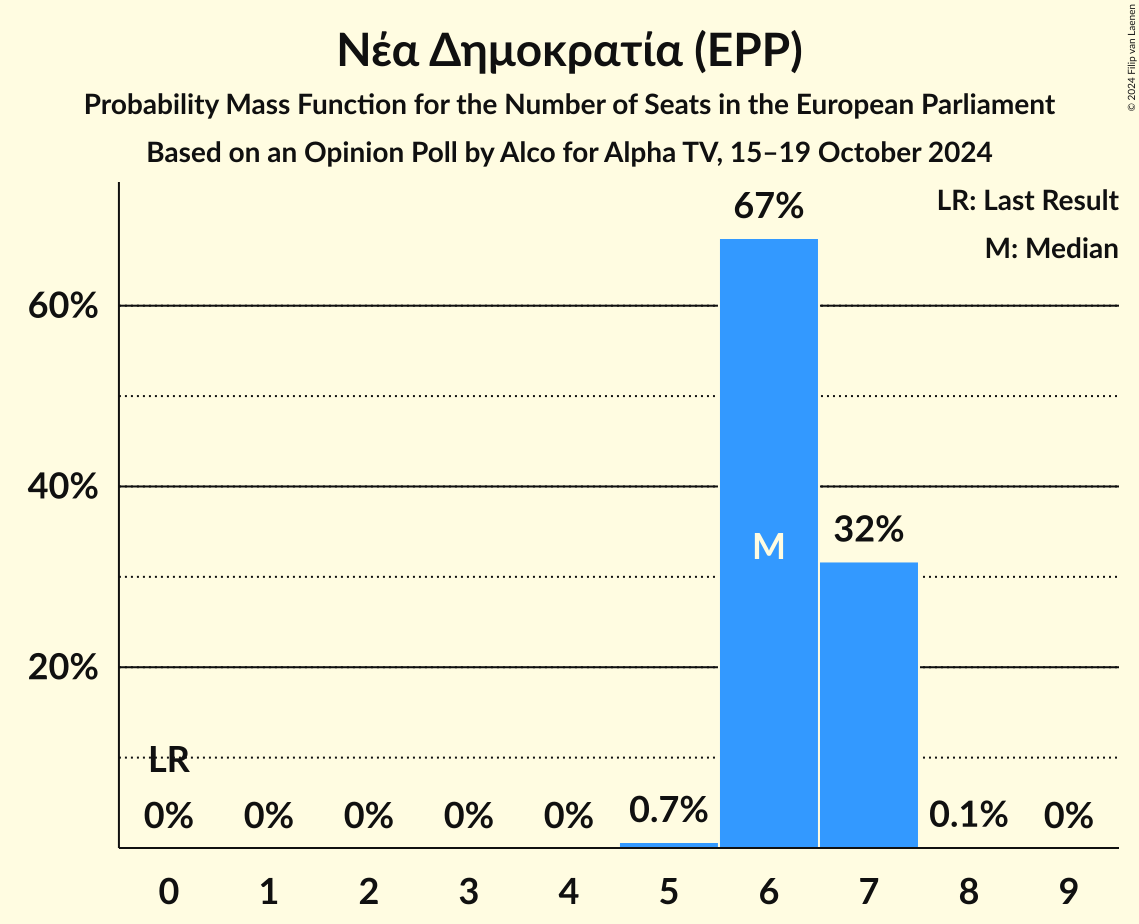 Νέα Δημοκρατία (EPP)
Probability Mass Function for the Number of Seats in the European Parliament
Based on an Opinion Poll by Alco for Alpha TV, 15–19 October 2024
© 2024 Filip van Laenen
LR: Last Result
M: Median
67%
60%
40%
M
32%
20%
LR
0% 0% 0% 0% 0% 0.7% 0.1% 0%
0 1 2 3 4 5 6 7 8 9